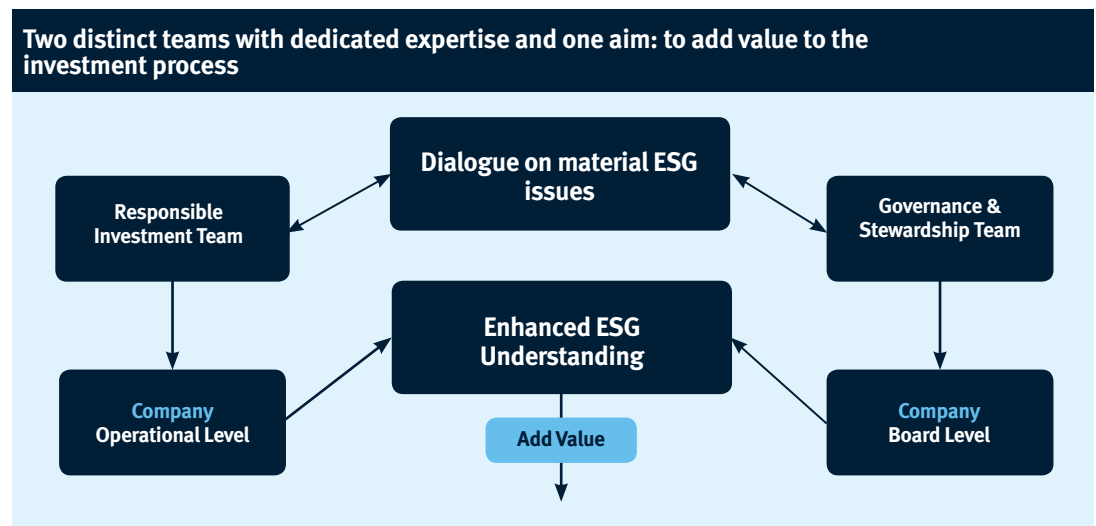 Two distinct teams with dedicated expertise and one aim: to add value to the
investment process
Dialogue on material ESG
issues
Responsible
Investment Team
Governance &
Stewardship Team
Enhanced ESG
Understanding
Company
Operational Level
Add Value
Company
Board Level